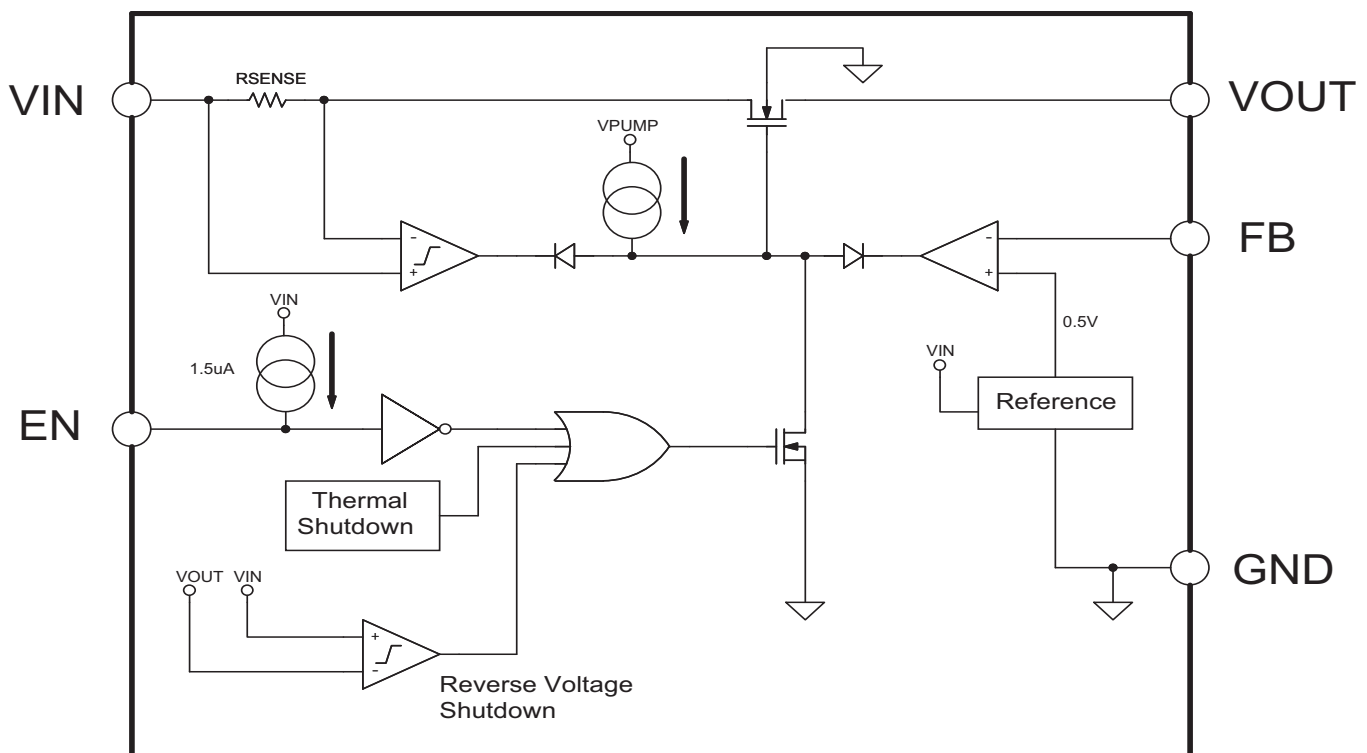 RSENSE
VIN
VOUT
VPUMP
-
+
-
+
FB
VIN
1.5uA
0.5V
VIN
Reference
EN
Thermal
Shutdown
VOUT VIN
GND
+
-
Reverse Voltage
Shutdown